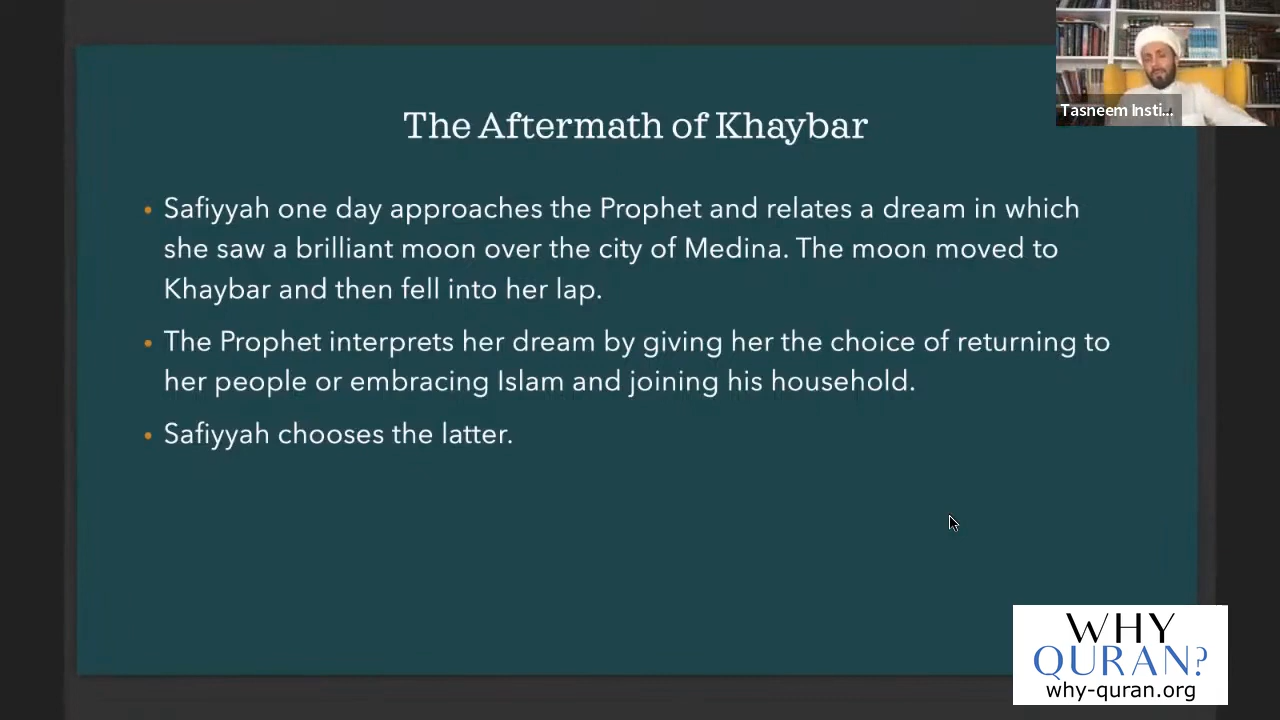 Tasneem Insti...
The Aftermath of Khaybar
• Safiyyah one day approaches the Prophet and relates a dream in which
she saw a brilliant moon over the city of Medina. The moon moved to
Khaybar and then fell into her lap.
• The Prophet interprets her dream by giving her the choice of returning to
her people or embracing Islam and joining his household.
• Safiyyah chooses the latter.
WHY
QURAN?
why-quran.org